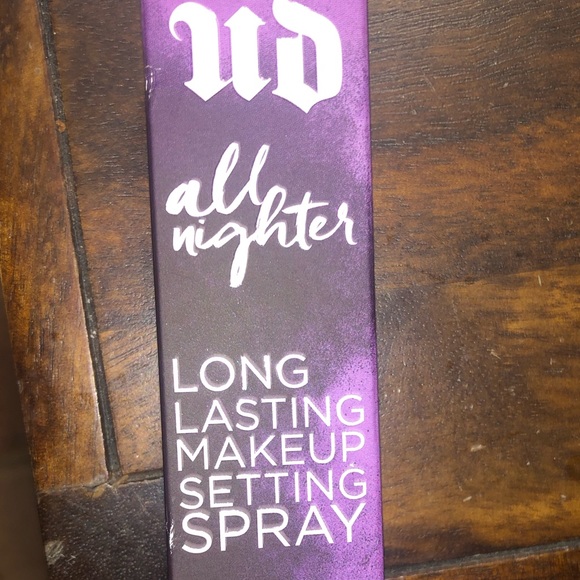 UD
all
nighter
LONG
LASTING
MAKEUP
SETTING
SPRAY